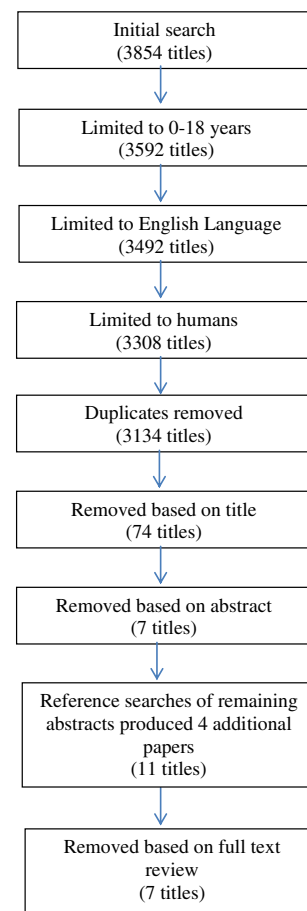 Initial search
(3854 titles)
Limited to 0-18 years
(3592 titles)
Limited to English Language
(3492 titles)
Limited to humans
(3308 titles)
Duplicates removed
(3134 titles)
Removed based on title
(74 titles)
Removed based on abstract
(7 titles)
Reference searches of remaining
abstracts produced 4 additional
papers
(11 titles)
Removed based on full text
review
(7 titles)